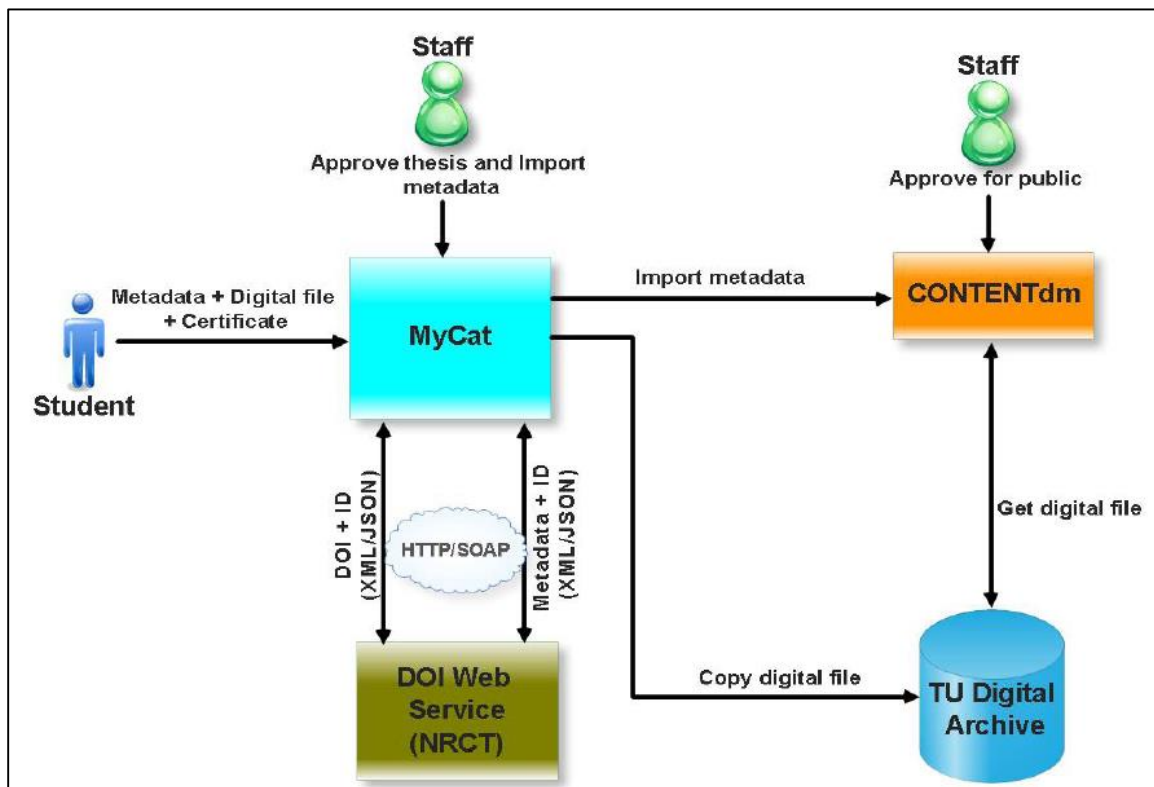 Staff
Approve thesis and Import
metadata
Staff
Approve for public
Metadata + Digital file
+ Certificate
Student
MyCat
Import metadata
CONTENTdm
DOI + ID
(XML/JSON)
HTTP/SOAP
Metadata + ID
(XML/JSON)
Get digital file
DOI Web
Service
(NRCT)
Copy digital file
TU Digital
Archive